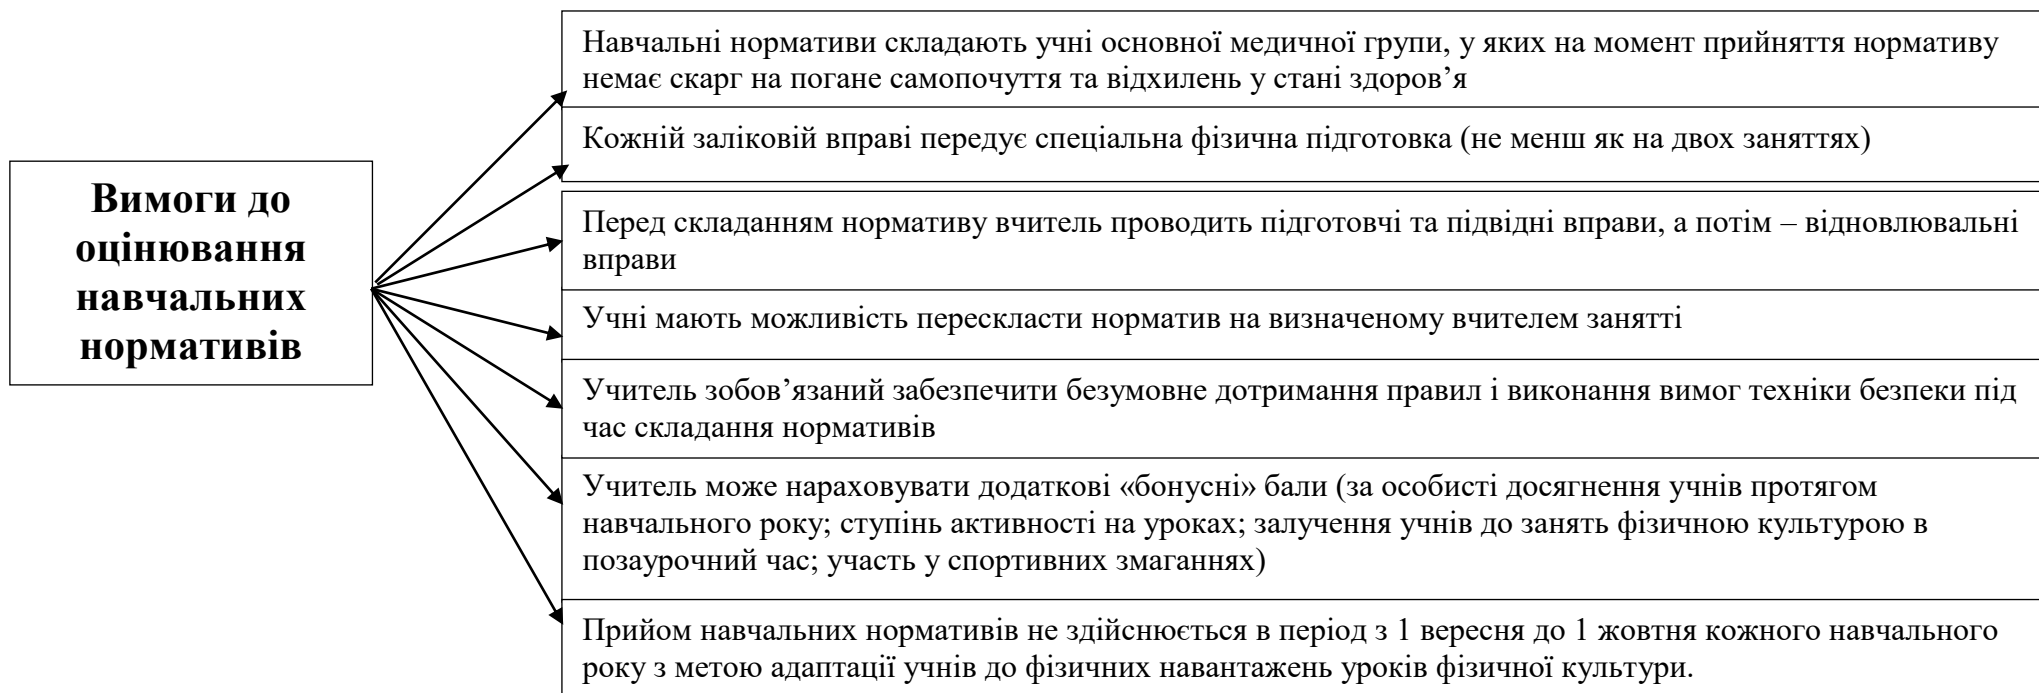 Вимоги до
оцінювання
навчальних
нормативів
Навчальні нормативи складають учні основної медичної групи, у яких на момент прийняття нормативу
немає скарг на погане самопочуття та відхилень у стані здоров’я
Кожній заліковій вправі передує спеціальна фізична підготовка (не менш як на двох заняттях)
Перед складанням нормативу вчитель проводить підготовчі та підвідні вправи, а потім – відновлювальні
вправи
Учні мають можливість перескласти норматив на визначеному вчителем занятті
Учитель зобов’язаний забезпечити безумовне дотримання правил і виконання вимог техніки безпеки під
час складання нормативів
Учитель може нараховувати додаткові «бонусні» бали (за особисті досягнення учнів протягом
навчального року; ступінь активності на уроках; залучення учнів до занять фізичною культурою в
позаурочний час; участь у спортивних змаганнях)
Прийом навчальних нормативів не здійснюється в період з 1 вересня до 1 жовтня кожного навчального
року з метою адаптації учнів до фізичних навантажень уроків фізичної культури.